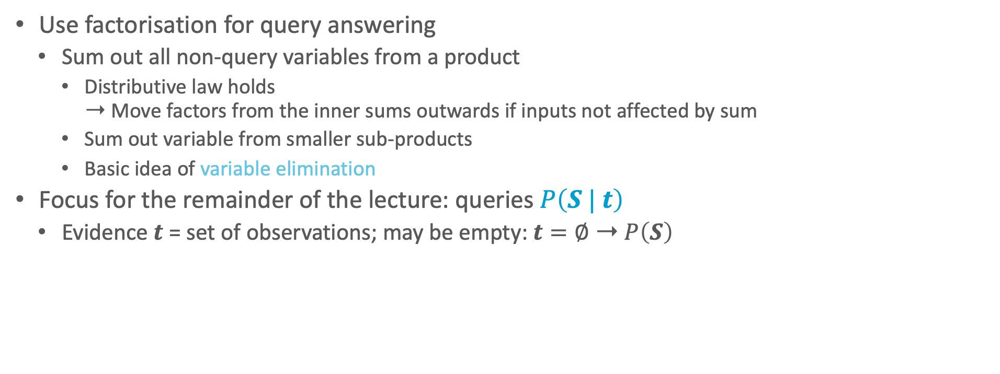 • Use factorisation for query answering
• Sum out all non-query variables from a product
• Distributive law holds
→ Move factors from the inner sums outwards if inputs not affected by sum
• Sum out variable from smaller sub-products
• Basic idea of variable elimination
• Focus for the remainder of the lecture: queries P(S | t)
• Evidence t = set of observations; may be empty: t = ∅ → P(S)